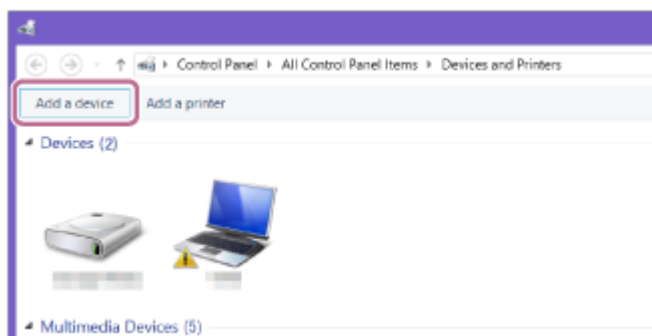 Control Panel ▸ All Control Panel Items ▸ Devices and Printers
Add a device Add a printer
Devices (2)
Multimedia Devices (5)